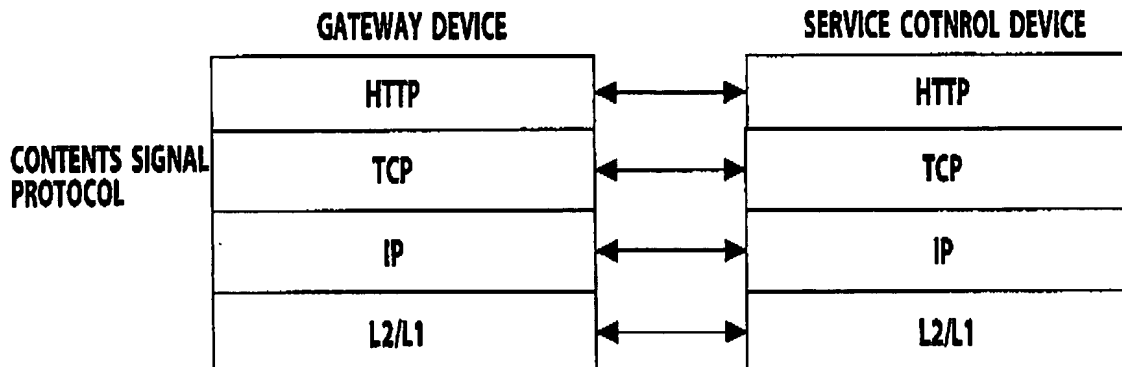 GATEWAY DEVICE
SERVICE COTNROL DEVICE
HTTP
HTTP
CONTENTS SIGNAL
PROTOCOL
TCP
TCP
IP
IP
L2/L1
L2/L1